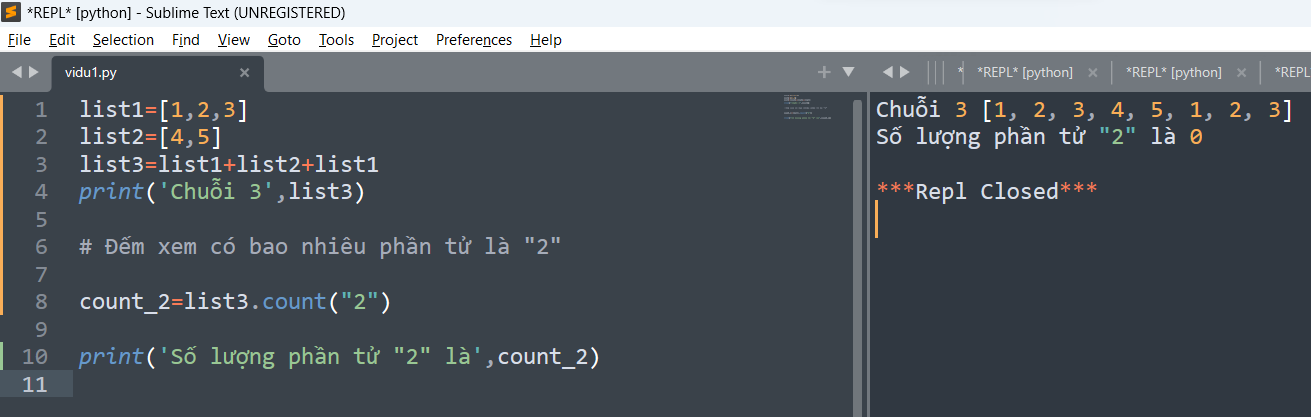 *REPL* [python] - Sublime Text (UNREGISTERED)
File Edit Selection Find View Goto Tools Project Preferences Help
vidu1.py
1 list1=[1,2,3]
2 list2=[4,5]
3 list3=list1+list2+list1
4 print('Chuỗi 3',list3)
5
6 # Đếm xem có bao nhiêu phần tử là "2"
7
8 count_2=list3.count("2")
9
10 print('Số lượng phần tử "2" là',count_2)
11
*REPL* [python] *REPL* [python] *REPL
Chuỗi 3 [1, 2, 3, 4, 5, 1, 2, 3]
Số lượng phần tử "2" là 0
***Repl Closed***